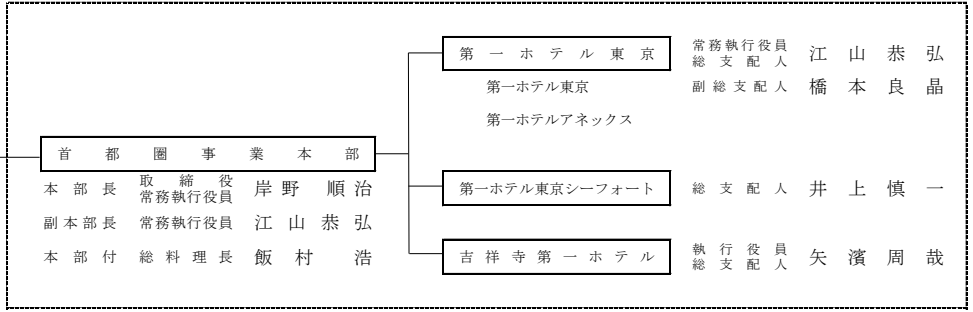 首都圏事業本部
本部長 取締役 常務執行役員 岸野順治
副本部長 常務執行役員 江山恭弘
本部付 総料理長 飯村浩
第一ホテル東京 常務執行役員 総支配人 江山恭弘
第一ホテル東京 副総支配人 橋本良晶
第一ホテルアネックス
第一ホテル東京シーフォート 総支配人 井上慎一
吉祥寺第一ホテル 執行役員 総支配人 矢濱周哉